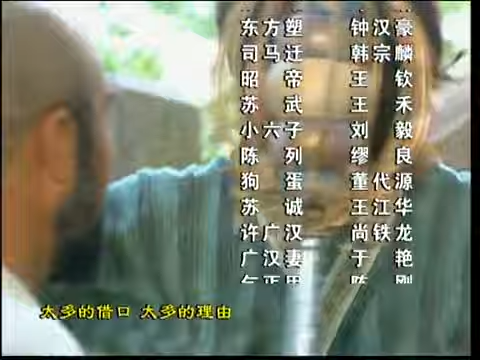 东方塑 钟汉豪
司马迁 韩宗麟
昭帝 王钦
苏武 王禾
小六子 刘毅
陈列 缪良
狗蛋 董代源
苏诚 王江华
许广汉 尚铁龙
广汉妻 于艳
太多的借口 太多的理由